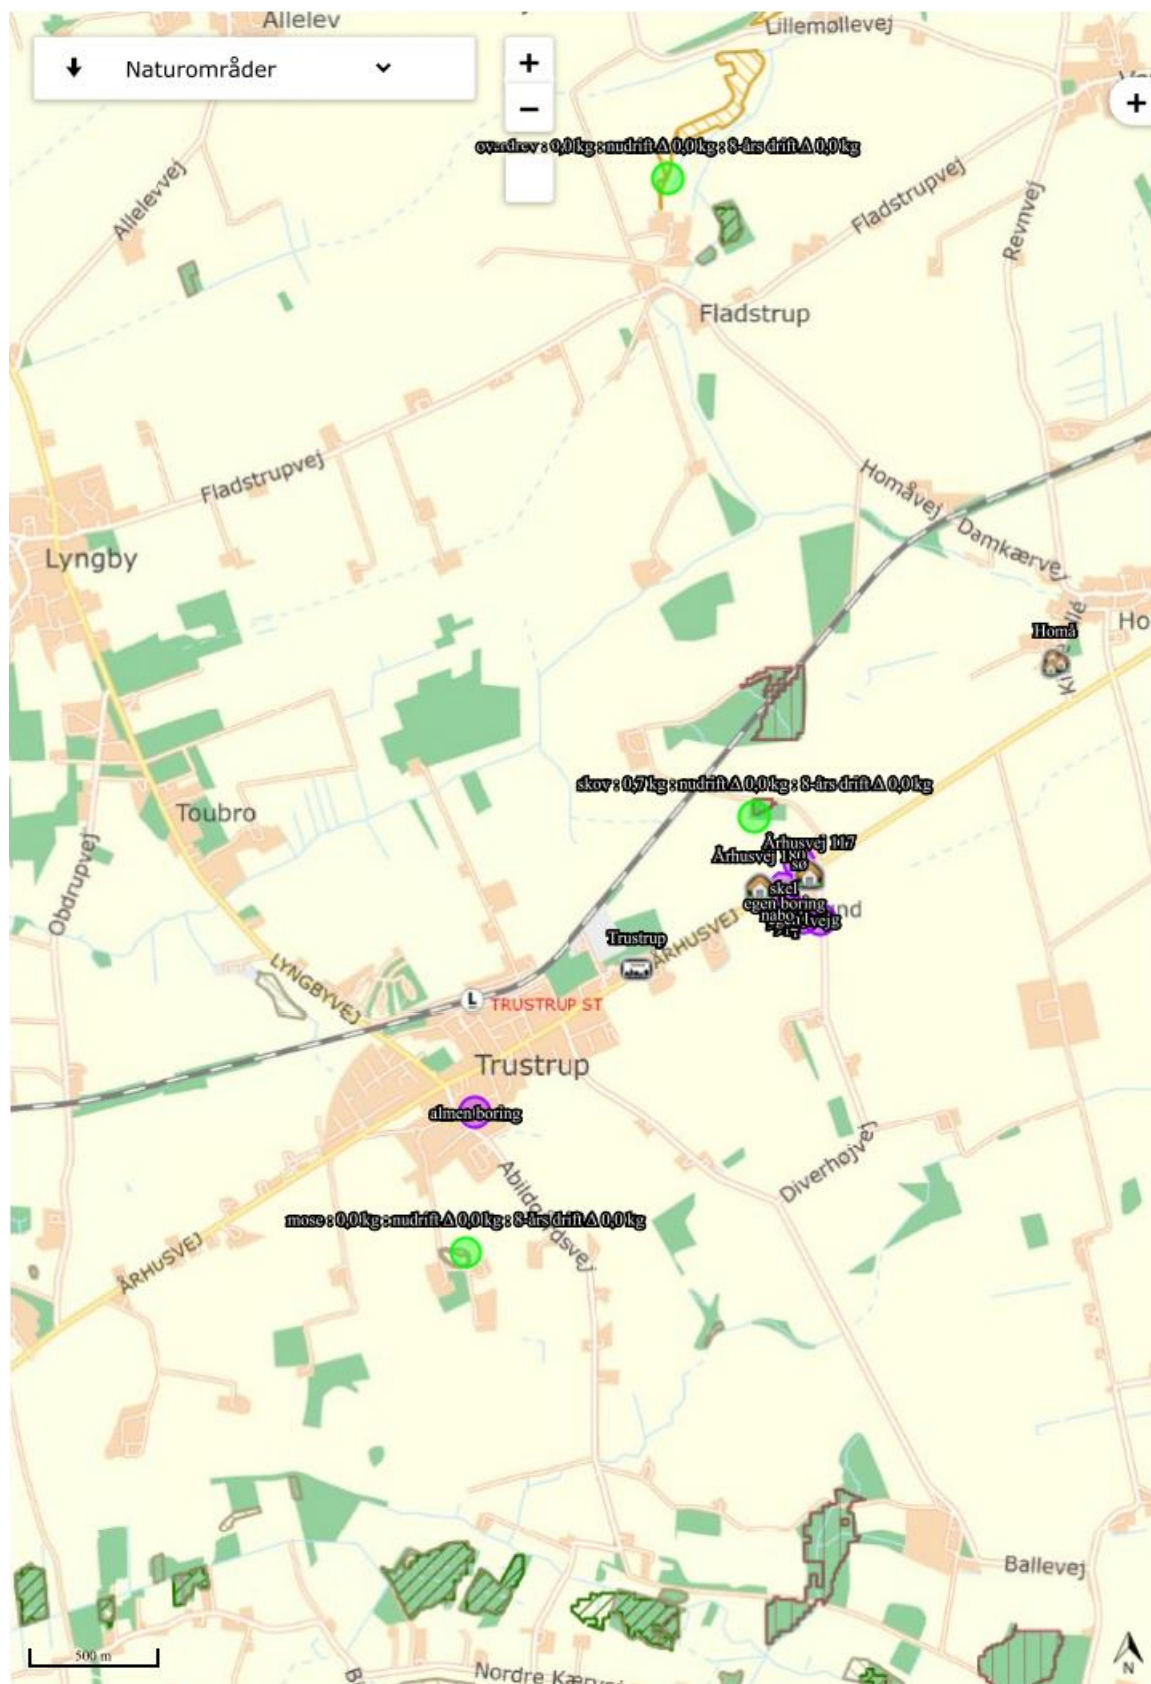 Allelev
Lillemøllevej
Naturområder
+
−
+
overdrev : 0,0 kg : nudrift Δ 0,0 kg : 8-års drift Δ 0,0 kg
Allelevvej
Fladstrupvej
Revnvej
Fladstrup
Fladstrupvej
Homåvej
Damkærvej
Lyngby
Ho
Homå
Toubro
skov : 0,7 kg : nudrift Δ 0,0 kg : 8-års drift Δ 0,0 kg
Århusvej 117
Århusvej 180
sø
skel
egen boring
nabo
Obdrupvej
LYNGBYVEJ
Trustrup
ÅRHUSVEJ
L
TRUSTRUP ST
Trustrup
almen boring
Diverhøjvej
Abildgårdsvej
mose : 0,0 kg : nudrift Δ 0,0 kg : 8-års drift Δ 0,0 kg
ÅRHUSVEJ
Ballevej
500 m
Nordre Kærvej
N